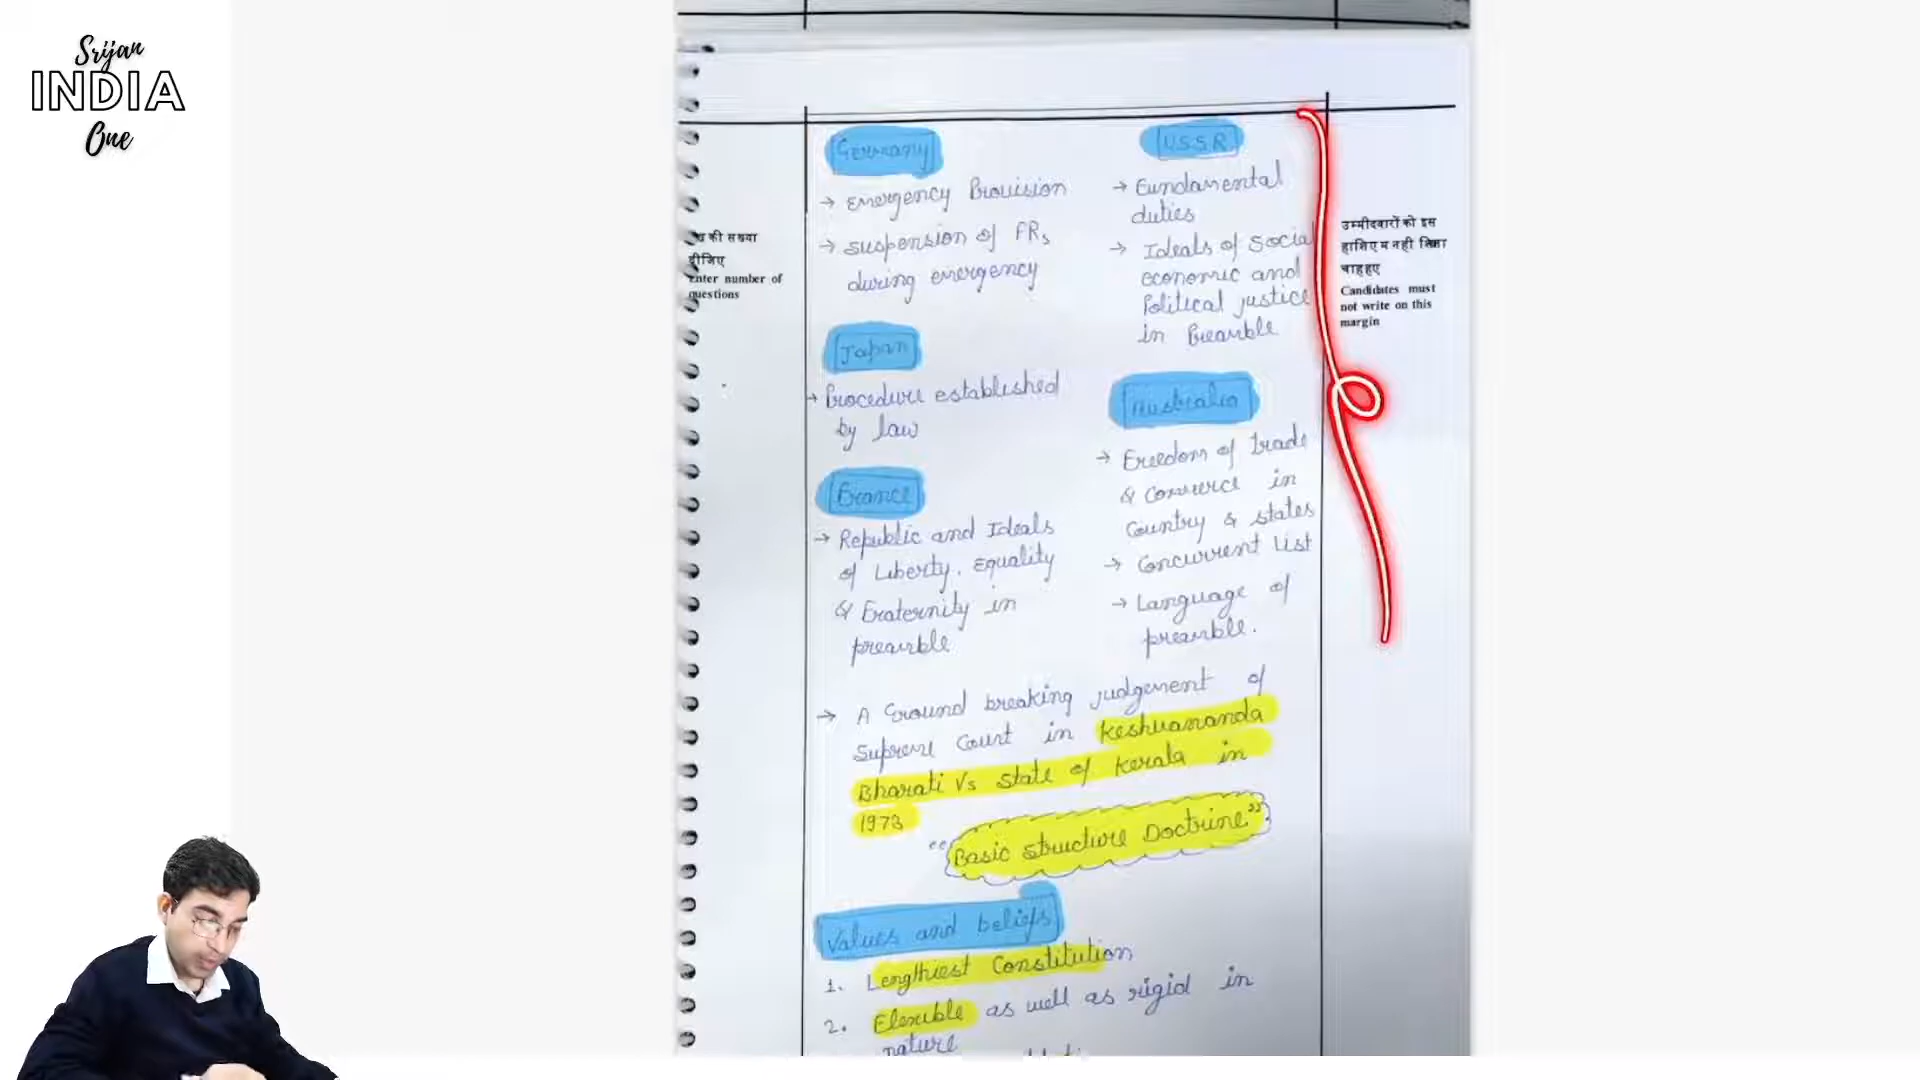 Srijan
INDIA
One
की सख्या
दीजिए
Enter number of
questions
Germany
→ Emergency Provision
→ suspension of FRs
during emergency
Japan
→ Procedure established
by law
France
→ Republic and Ideals
of Liberty, Equality
& Fraternity in
preamble
U.S.S.R
→ Fundamental
duties
→ Ideals of Social
economic and
Political justice
in Preamble
Australia
→ Freedom of Trade
& Commerce in
Country & states
→ Concurrent List
→ Language of
preamble.
उम्मीदवारों को इस
हाशिए म नही लिखना
चाहिए
Candidates must
not write on this
margin
→ A Ground breaking judgement of
Supreme Court in Keshvananda
Bharati Vs State of Kerala in
1973
"Basic Structure Doctrine".
Values and beliefs
1. Lengthiest Constitution
2. Flexible as well as rigid in
nature